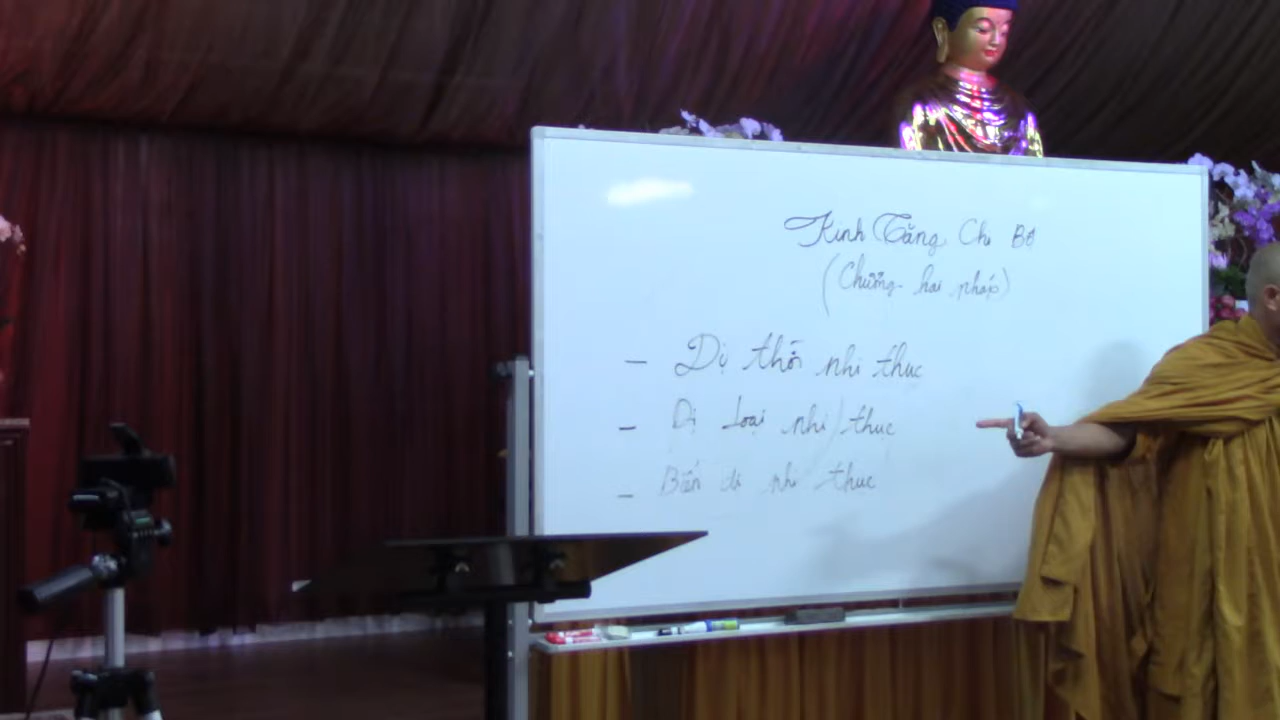 Kinh Tăng Chi Bộ
(Chương hai pháp)
- Dị thời nhi thục
- Dị loại nhi thục
- Biến dị nhi thục